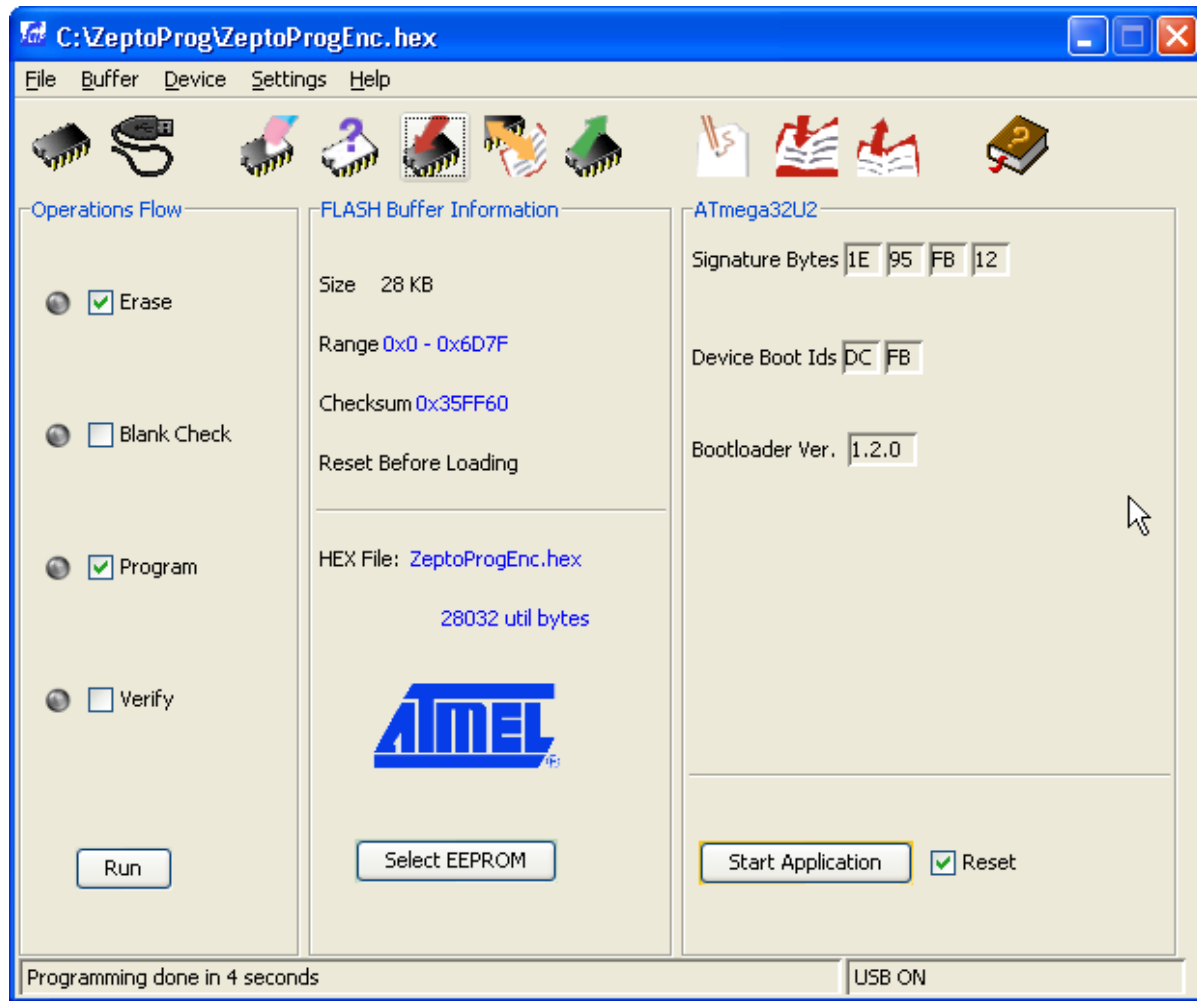 C:\ZeptoProg\ZeptoProgEnc.hex
File Buffer Device Settings Help
Operations Flow
Erase
Blank Check
Program
Verify
Run
FLASH Buffer Information
Size 28 KB
Range 0x0 - 0x6D7F
Checksum 0x35FF60
Reset Before Loading
HEX File: ZeptoProgEnc.hex
28032 util bytes
ATMEL
Select EEPROM
ATmega32U2
Signature Bytes 1E 95 FB 12
Device Boot Ids DC FB
Bootloader Ver. 1.2.0
Start Application Reset
Programming done in 4 seconds
USB ON